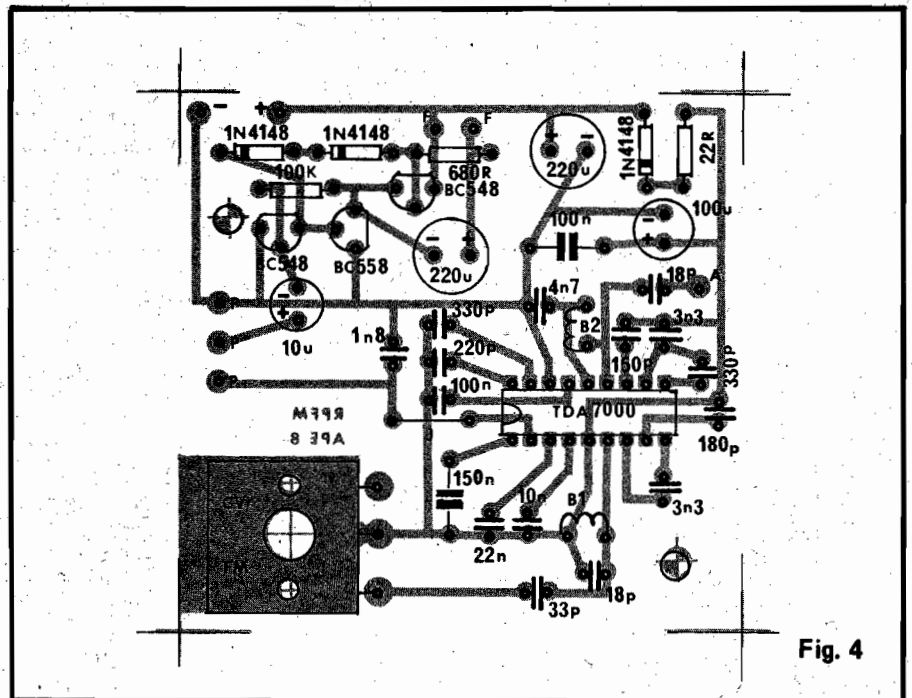 - +
F F
1N4148 1N4148
680R
BC548
100K
C548
BC558
220u
- +
+ -
220u
1N4148
22R
100n
-
+
100u
-
+
10u
4n7
18P
A
P
P
P
1n8
330p
220p
100n
B2
150p
3n3
330p
TDA 7000
180p
RPFM
APE 8
150n
22n
10n
B1
3n3
CV
FM
33p
18p
Fig. 4